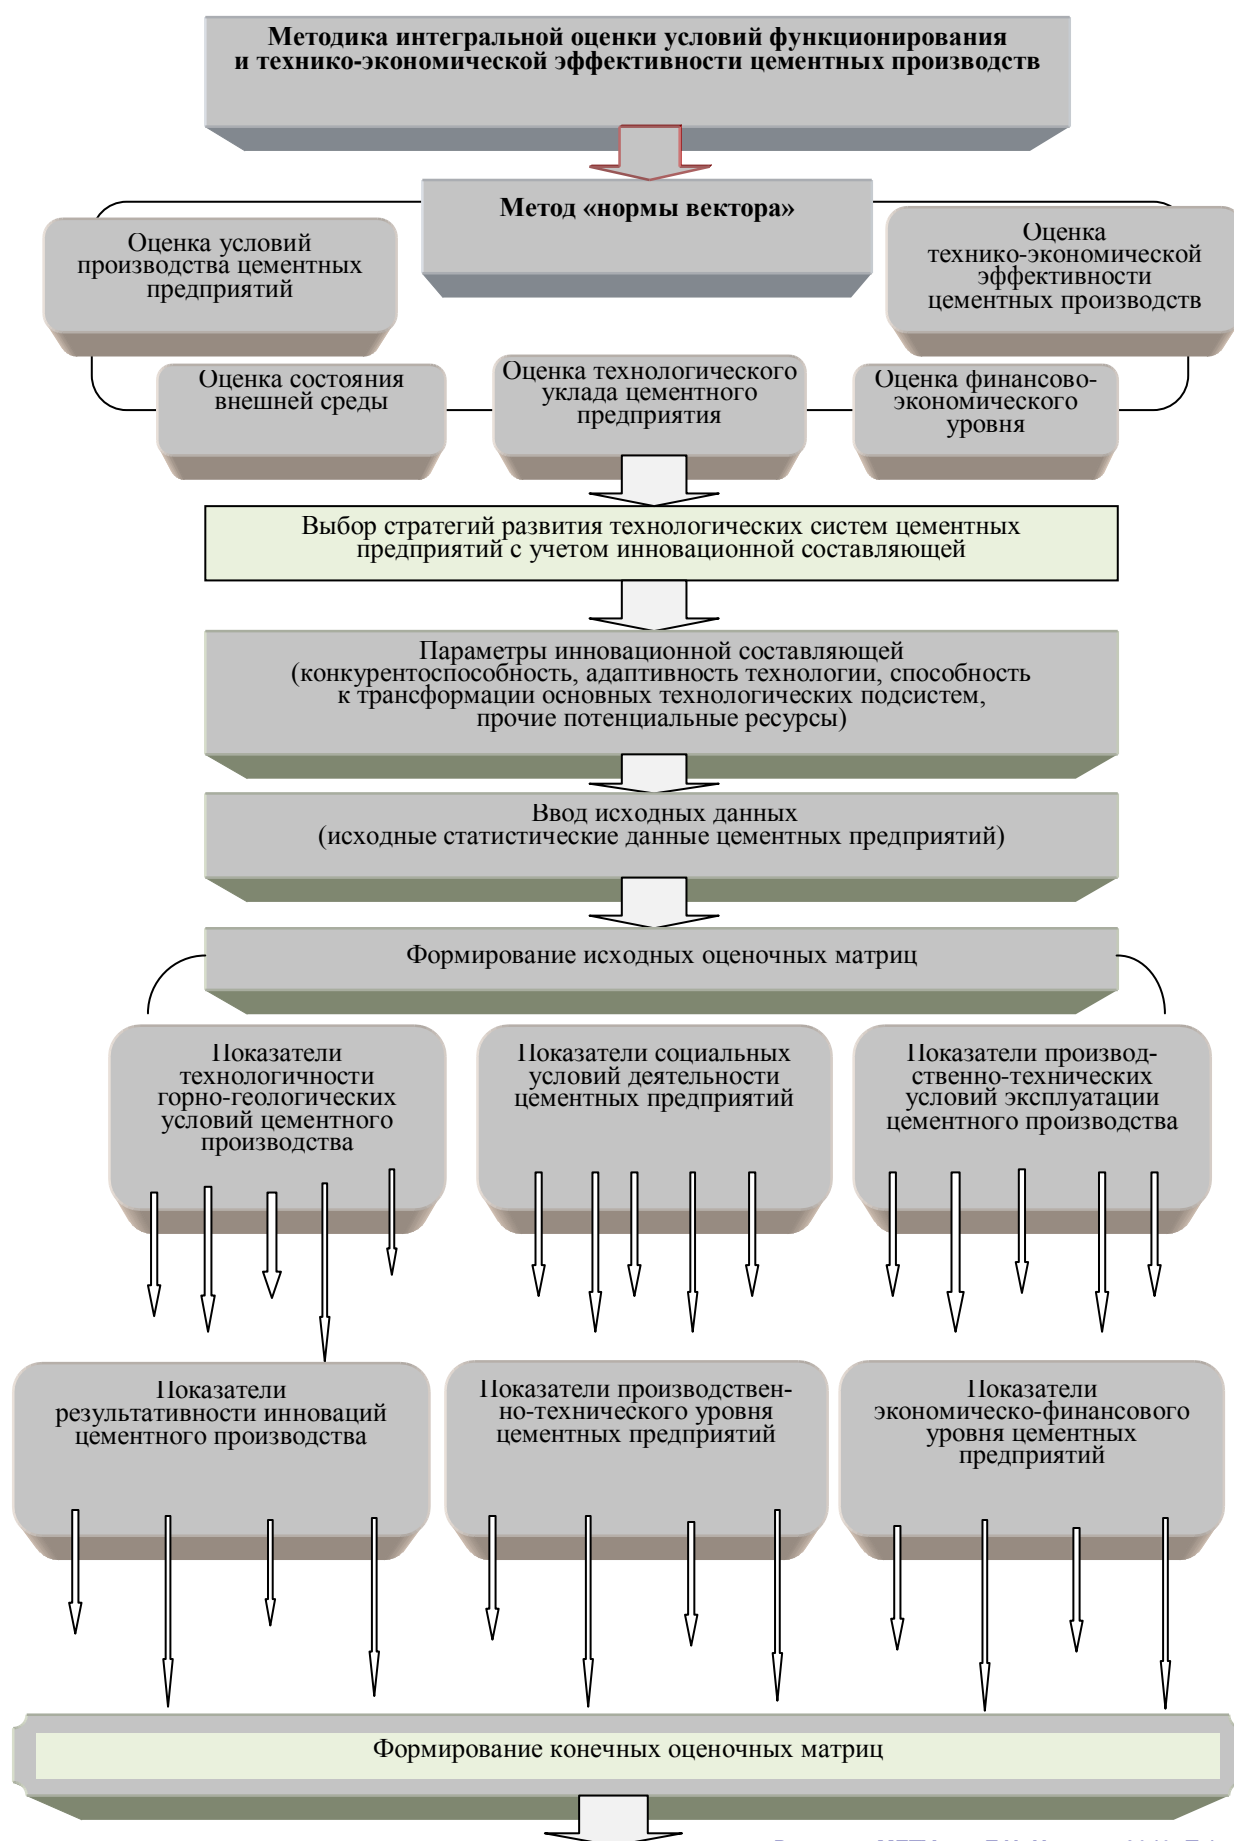 Методика интегральной оценки условий функционирования
и технико-экономической эффективности цементных производств
Метод «нормы вектора»
Оценка условий
производства цементных
предприятий
Оценка
технико-экономической
эффективности
цементных производств
Оценка состояния
внешней среды
Оценка технологического
уклада цементного
предприятия
Оценка финансово-
экономического
уровня
Выбор стратегий развития технологических систем цементных
предприятий с учетом инновационной составляющей
Параметры инновационной составляющей
(конкурентоспособность, адаптивность технологии, способность
к трансформации основных технологических подсистем,
прочие потенциальные ресурсы)
Ввод исходных данных
(исходные статистические данные цементных предприятий)
Формирование исходных оценочных матриц
Показатели
технологичности
горно-геологических
условий цементного
производства
Показатели социальных
условий деятельности
цементных предприятий
Показатели производ-
ственно-технических
условий эксплуатации
цементного производства
Показатели
результативности инноваций
цементного производства
Показатели производствен-
но-технического уровня
цементных предприятий
Показатели
экономическо-финансового
уровня цементных
предприятий
Формирование конечных оценочных матриц